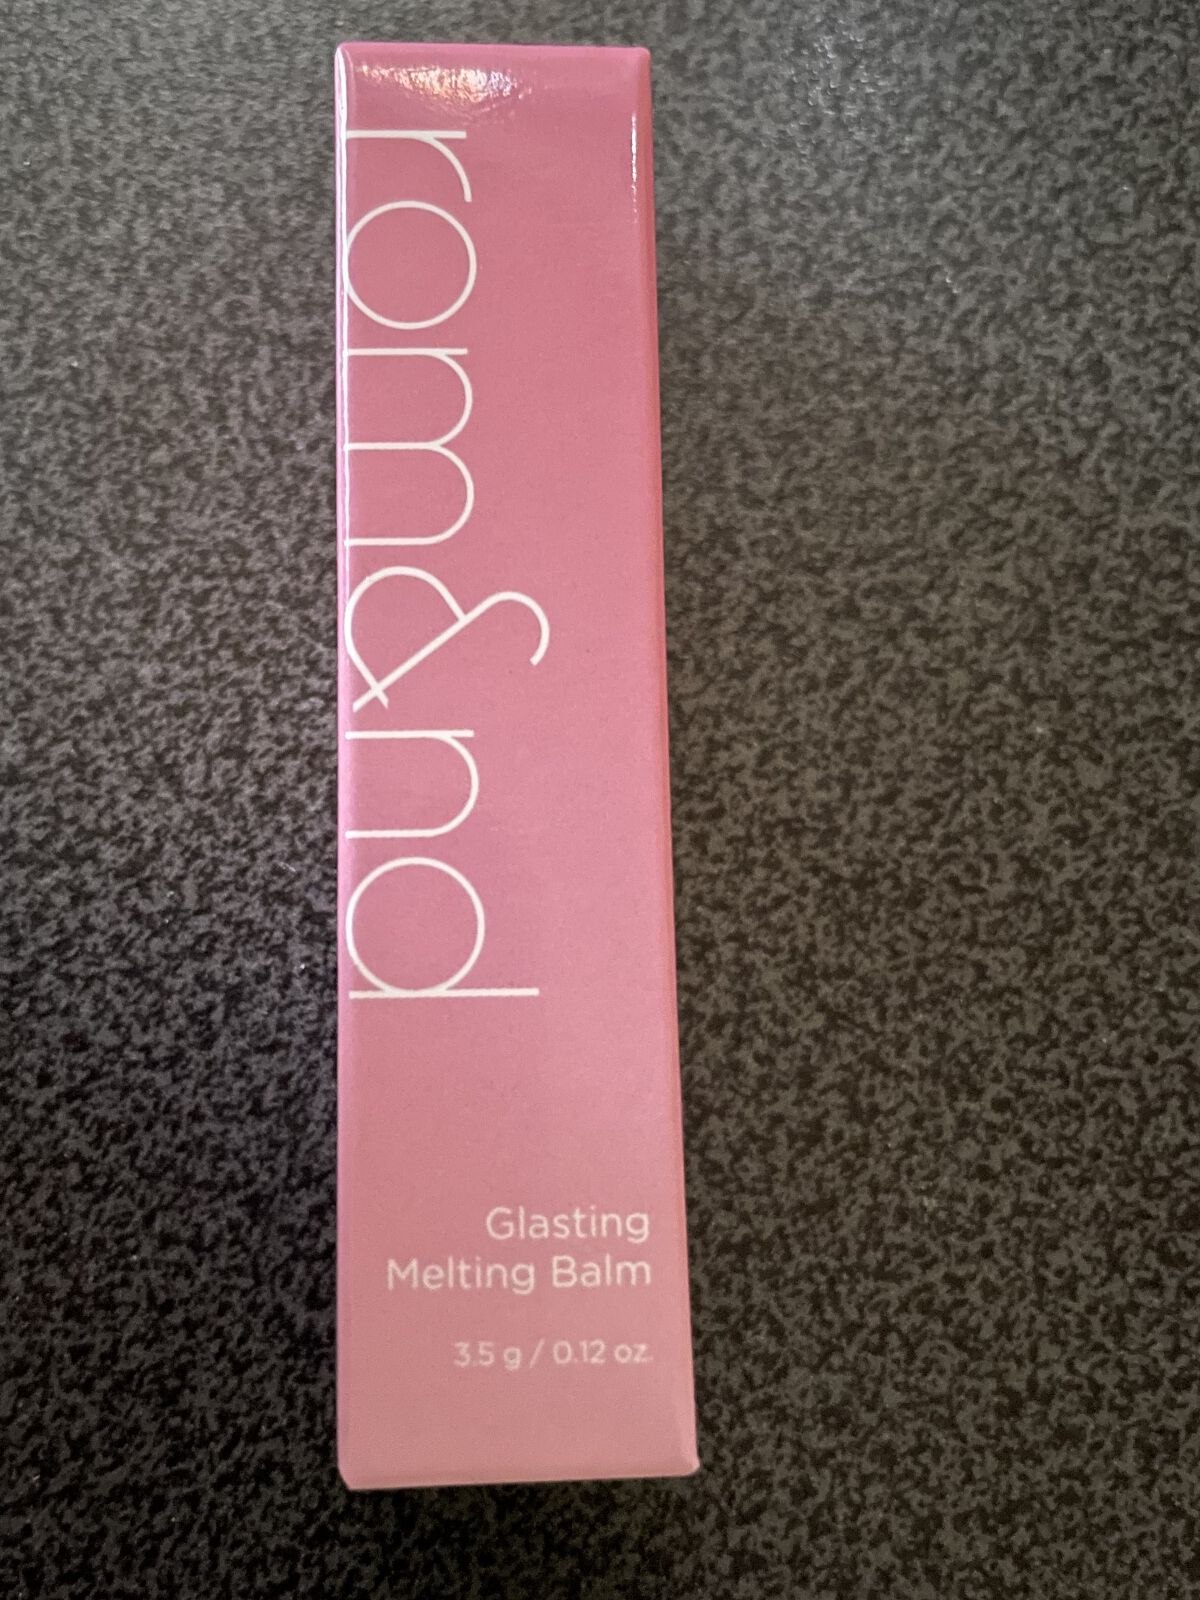 rom&nd
Glasting
Melting Balm
3.5 g / 0.12 oz.